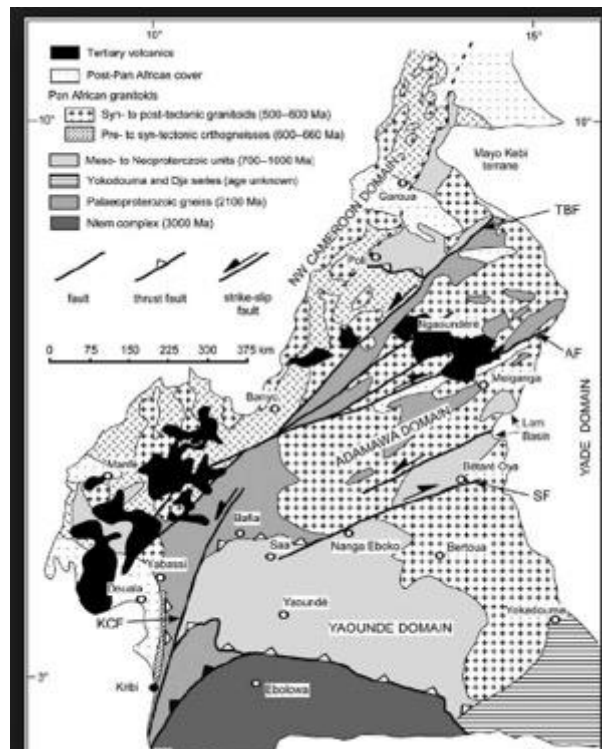 10°
15°
Tertiary volcanics
Post-Pan African cover
Pan African granitoids
Syn- to post-tectonic granitoids (500–600 Ma)
Pre- to syn-tectonic orthogneisses (600–660 Ma)
Meso- to Neoproterozoic units (700–1000 Ma)
Yokodouma and Dja series (age unknown)
Palaeoproterozoic gneiss (2100 Ma)
Ntem complex (3000 Ma)
fault
thrust fault
strike-slip
fault
0 75 150 225 300 375 km
10°
10°
Mayo Kebi
terrane
NW CAMEROON DOMAIN
Garoua
TBF
Poli
Ngaoundéré
AF
Meiganga
Banyo
YADE DOMAIN
Lom
Basin
ADAMAWA DOMAIN
Mamfé
Bétaré Oya
SF
Bafia
Saa
Nanga Eboko
Bertoua
Yabassi
Douala
Yaoundé
Yokadouma
KCF
YAOUNDE DOMAIN
3°
Kribi
Ebolowa